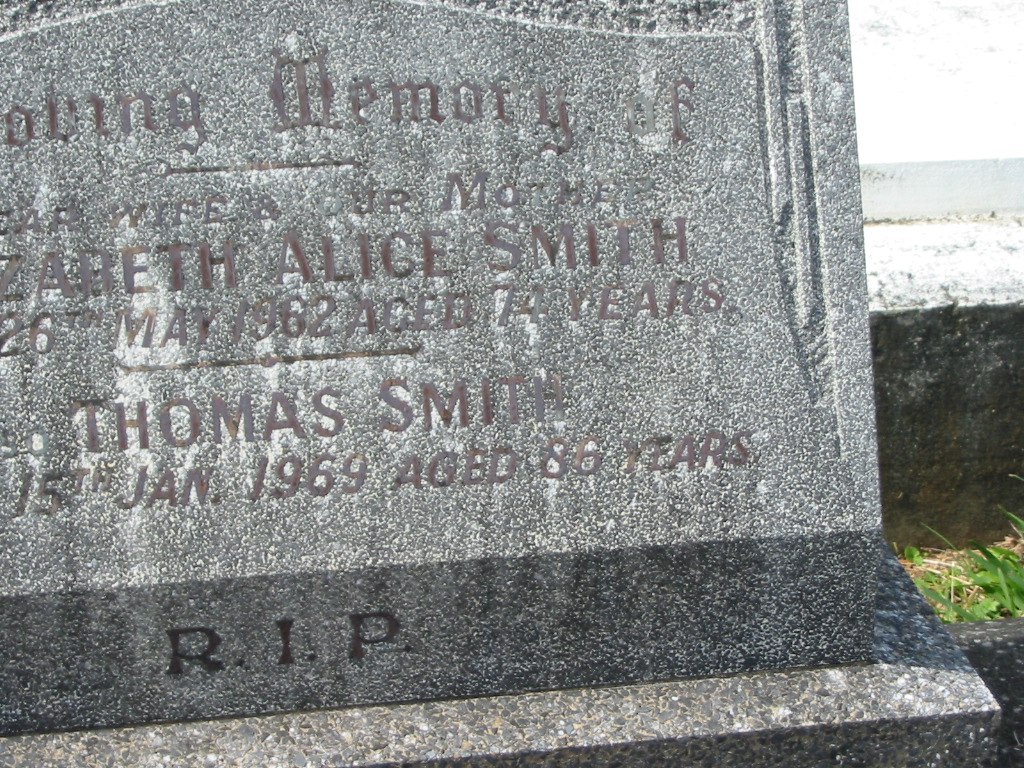 oving Memory of
EAR WIFE & OUR MOTHER
ZABETH ALICE SMITH
26TH MAY 1962 AGED 74 YEARS.
SO THOMAS SMITH
15TH JAN. 1969 AGED 86 YEARS.
R.I.P.